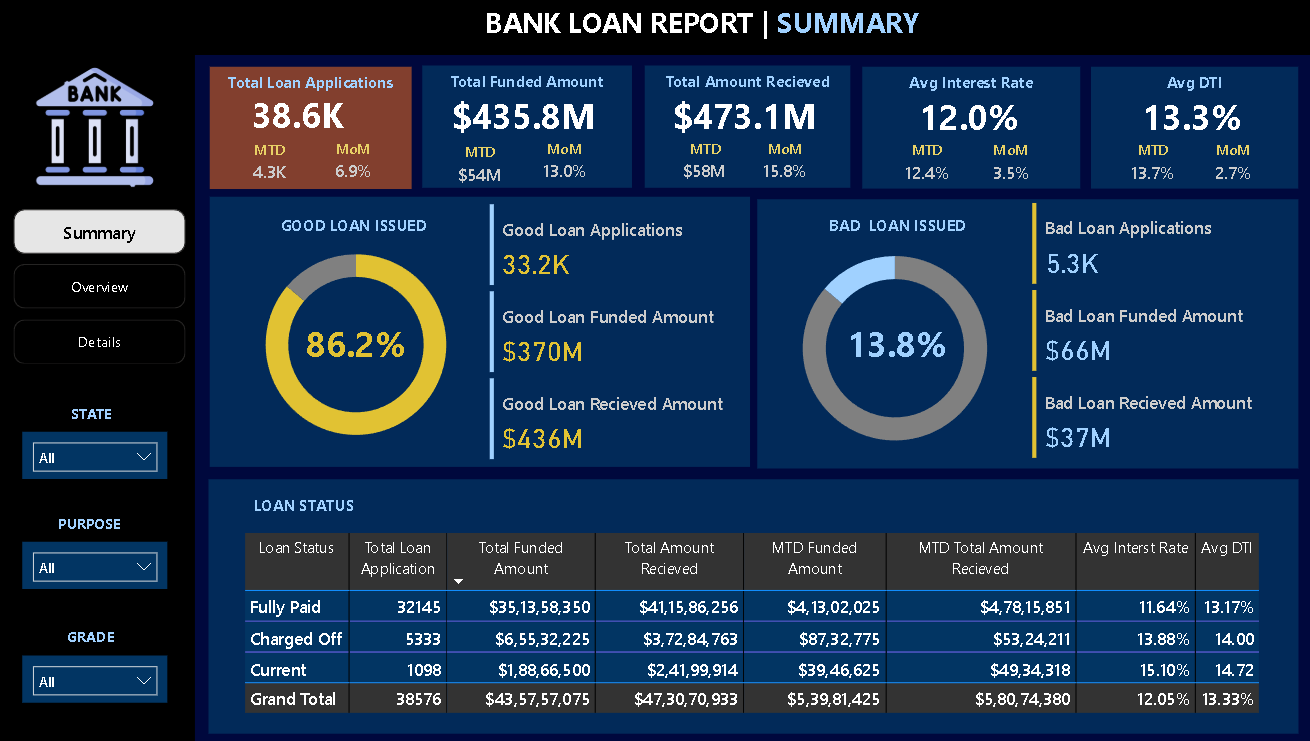 BANK LOAN REPORT | SUMMARY
BANK
Summary
Overview
Details
STATE
All
PURPOSE
All
GRADE
All
Total Loan Applications
38.6K
MTD MoM
4.3K 6.9%
Total Funded Amount
$435.8M
MTD MoM
$54M 13.0%
Total Amount Recieved
$473.1M
MTD MoM
$58M 15.8%
Avg Interest Rate
12.0%
MTD MoM
12.4% 3.5%
Avg DTI
13.3%
MTD MoM
13.7% 2.7%
GOOD LOAN ISSUED
86.2%
Good Loan Applications
33.2K
Good Loan Funded Amount
$370M
Good Loan Recieved Amount
$436M
BAD LOAN ISSUED
13.8%
Bad Loan Applications
5.3K
Bad Loan Funded Amount
$66M
Bad Loan Recieved Amount
$37M
LOAN STATUS
Loan Status Total Loan Total Funded Total Amount MTD Funded MTD Total Amount Avg Interst Rate Avg DTI
Application Amount Recieved Amount Recieved
Fully Paid 32145 $35,13,58,350 $41,15,86,256 $4,13,02,025 $4,78,15,851 11.64% 13.17%
Charged Off 5333 $6,55,32,225 $3,72,84,763 $87,32,775 $53,24,211 13.88% 14.00
Current 1098 $1,88,66,500 $2,41,99,914 $39,46,625 $49,34,318 15.10% 14.72
Grand Total 38576 $43,57,57,075 $47,30,70,933 $5,39,81,425 $5,80,74,380 12.05% 13.33%